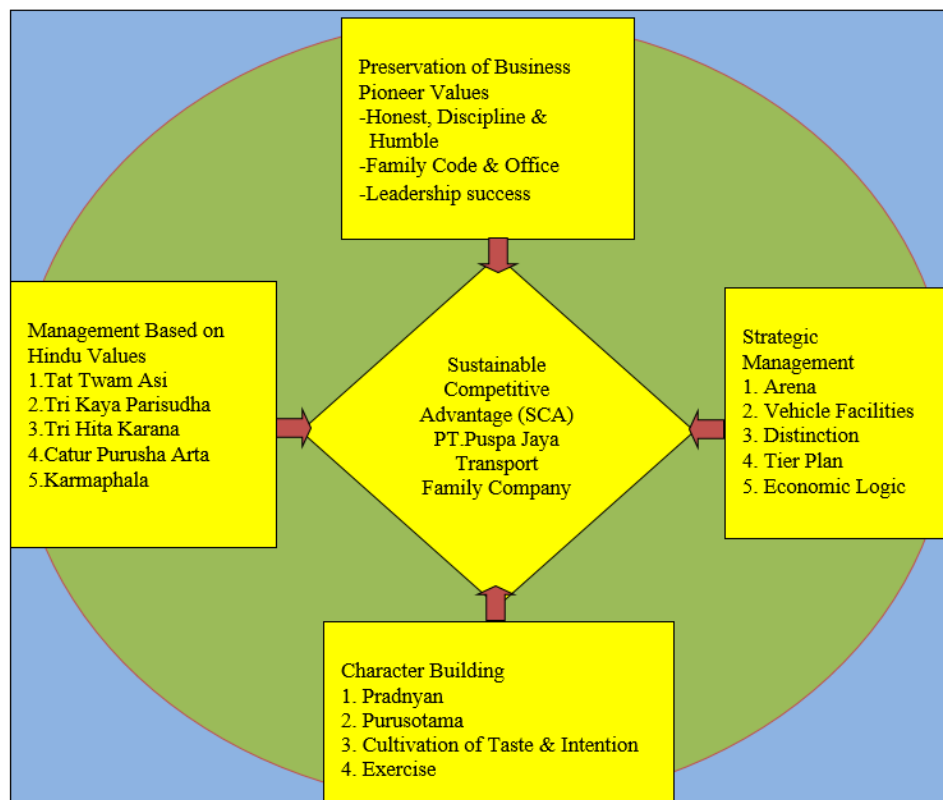 Preservation of Business
Pioneer Values
-Honest, Discipline &
Humble
-Family Code & Office
-Leadership success
Management Based on
Hindu Values
1.Tat Twam Asi
2.Tri Kaya Parisudha
3.Tri Hita Karana
4.Catur Purusha Arta
5.Karmaphala
Sustainable
Competitive
Advantage (SCA)
PT.Puspa Jaya
Transport
Family Company
Strategic
Management
1. Arena
2. Vehicle Facilities
3. Distinction
4. Tier Plan
5. Economic Logic
Character Building
1. Pradnyan
2. Purusotama
3. Cultivation of Taste & Intention
4. Exercise